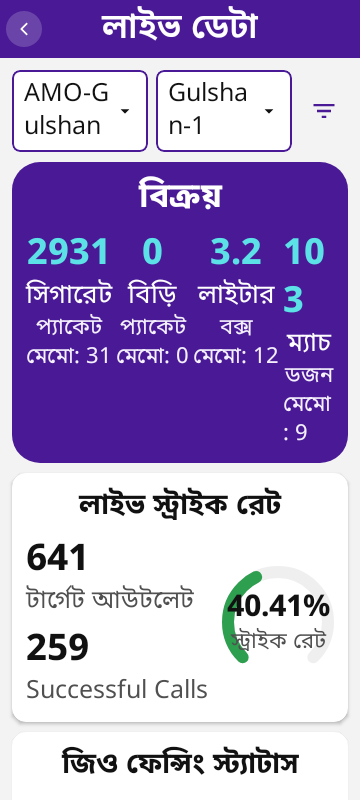 লাইভ ডেটা
AMO-G
ulshan
Gulsha
n-1
বিক্রয়
2931 0 3.2 10
3
সিগারেট বিড়ি লাইটার ম্যাচ
প্যাকেট প্যাকেট বক্স ডজন
মেমো: 31 মেমো: 0 মেমো: 12 মেমো
: 9
লাইভ স্ট্রাইক রেট
641
টার্গেট আউটলেট
259
Successful Calls
40.41%
স্ট্রাইক রেট
জিও ফেন্সিং স্ট্যাটাস